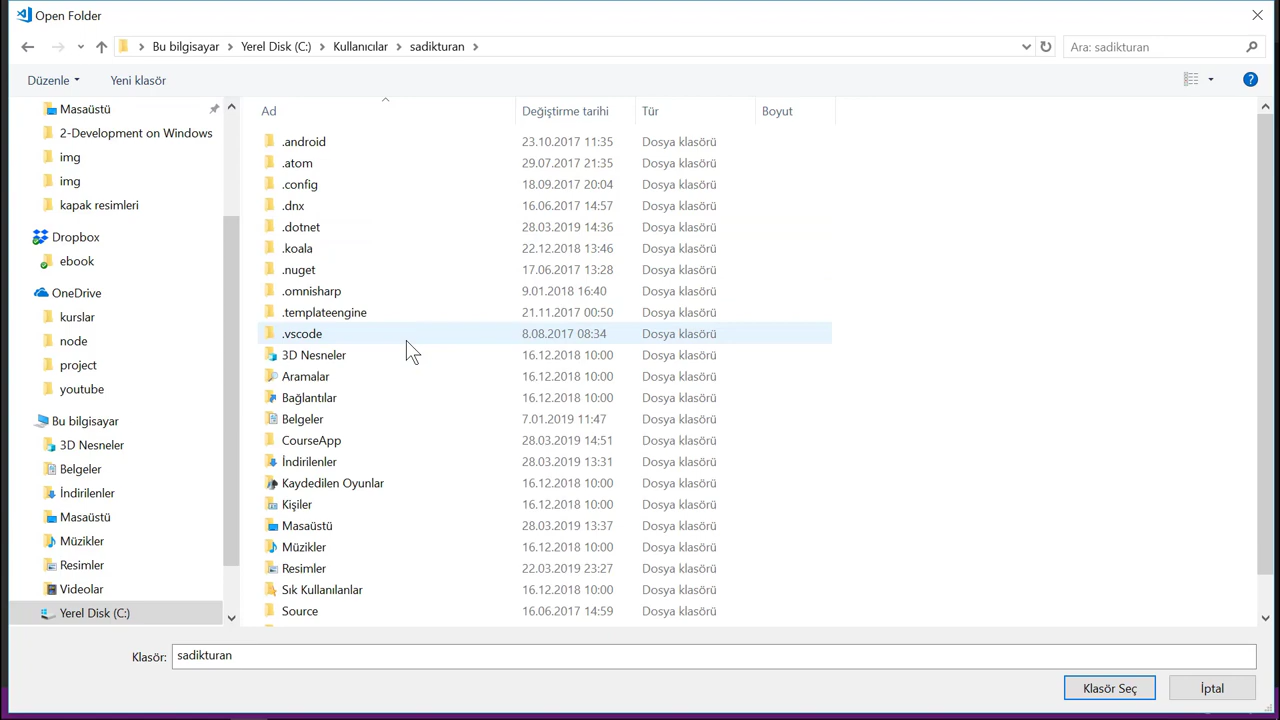 Open Folder
Bu bilgisayar > Yerel Disk (C:) > Kullanıcılar > sadikturan >
Ara: sadikturan
Düzenle
Yeni klasör
Masaüstü
2-Development on Windows
img
img
kapak resimleri
Dropbox
ebook
OneDrive
kurslar
node
project
youtube
Bu bilgisayar
3D Nesneler
Belgeler
İndirilenler
Masaüstü
Müzikler
Resimler
Videolar
Yerel Disk (C:)
Ad Değiştirme tarihi Tür Boyut
.android 23.10.2017 11:35 Dosya klasörü
.atom 29.07.2017 21:35 Dosya klasörü
.config 18.09.2017 20:04 Dosya klasörü
.dnx 16.06.2017 14:57 Dosya klasörü
.dotnet 28.03.2019 14:36 Dosya klasörü
.koala 22.12.2018 13:46 Dosya klasörü
.nuget 17.06.2017 13:28 Dosya klasörü
.omnisharp 9.01.2018 16:40 Dosya klasörü
.templateengine 21.11.2017 00:50 Dosya klasörü
.vscode 8.08.2017 08:34 Dosya klasörü
3D Nesneler 16.12.2018 10:00 Dosya klasörü
Aramalar 16.12.2018 10:00 Dosya klasörü
Bağlantılar 16.12.2018 10:00 Dosya klasörü
Belgeler 7.01.2019 11:47 Dosya klasörü
CourseApp 28.03.2019 14:51 Dosya klasörü
İndirilenler 28.03.2019 13:31 Dosya klasörü
Kaydedilen Oyunlar 16.12.2018 10:00 Dosya klasörü
Kişiler 16.12.2018 10:00 Dosya klasörü
Masaüstü 28.03.2019 13:37 Dosya klasörü
Müzikler 16.12.2018 10:00 Dosya klasörü
Resimler 22.03.2019 23:27 Dosya klasörü
Sık Kullanılanlar 16.12.2018 10:00 Dosya klasörü
Source 16.06.2017 14:59 Dosya klasörü
Klasör: sadikturan
Klasör Seç
İptal